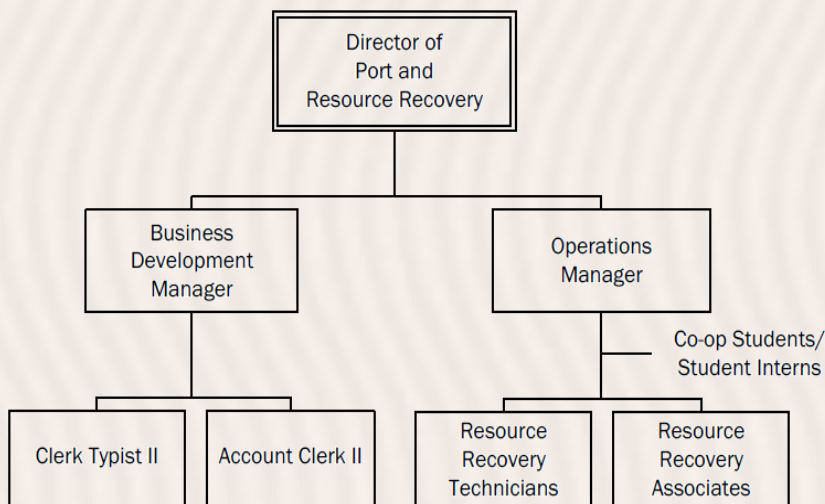 Director of
Port and
Resource Recovery
Business
Development
Manager
Operations
Manager
Co-op Students/
Student Interns
Clerk Typist II
Account Clerk II
Resource
Recovery
Technicians
Resource
Recovery
Associates